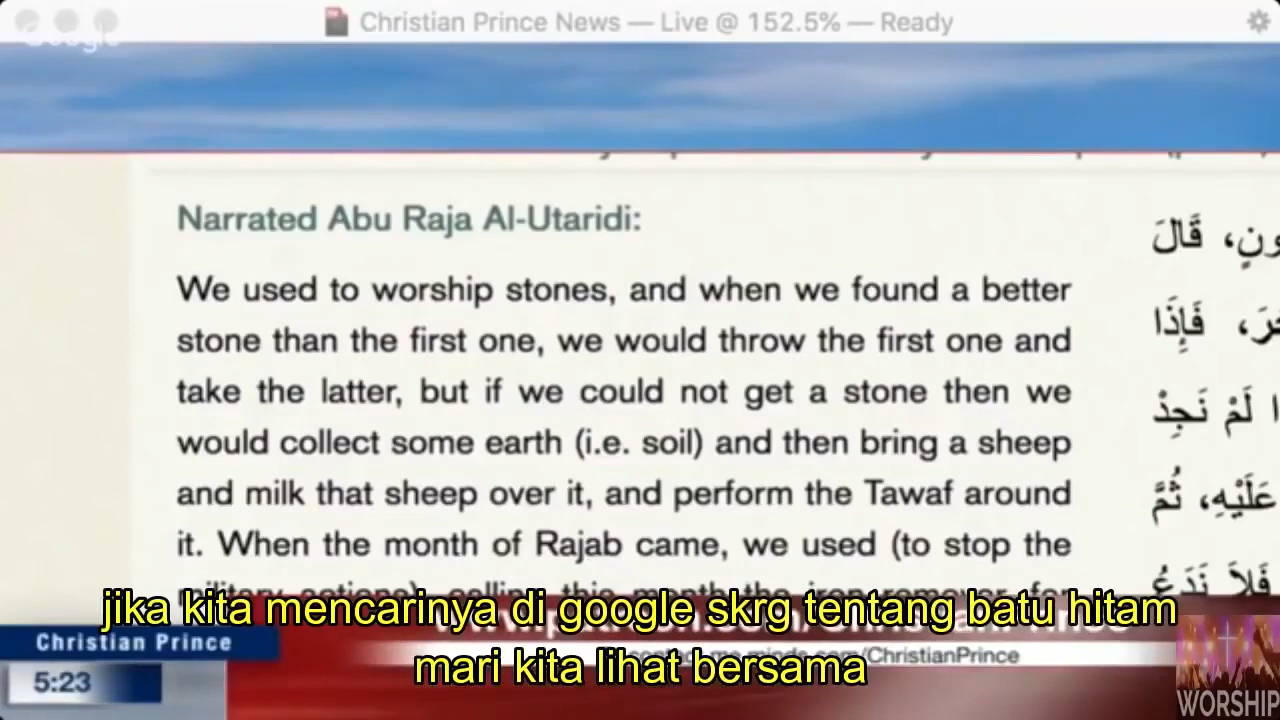 Christian Prince News — Live @ 152.5% — Ready
Google
Narrated Abu Raja Al-Utaridi:
We used to worship stones, and when we found a better
stone than the first one, we would throw the first one and
take the latter, but if we could not get a stone then we
would collect some earth (i.e. soil) and then bring a sheep
and milk that sheep over it, and perform the Tawaf around
it. When the month of Rajab came, we used (to stop the
قَالَ
فَإِذَا
لَمْ نَجِدْ
عَلَيْهِ، ثُمَّ
فَلاَ نَدَعُ
jika kita mencarinya di google skrg tentang batu hitam
mari kita lihat bersama
Christian Prince
/ChristianPrince
5:23
WORSHIP